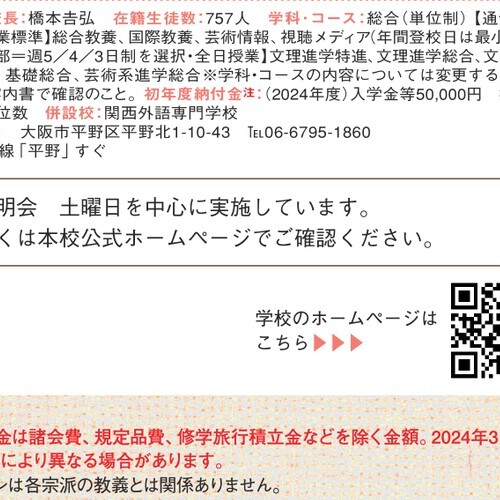 長：橋本𠮷弘　在籍生徒数：757人　学科・コース：総合（単位制）【通
業標準】総合教養、国際教養、芸術情報、視聴メディア（年間登校日は最小
部＝週5／4／3日制を選択・全日授業】文理進学特進、文理進学総合、文
基礎総合、芸術系進学総合※学科・コースの内容については変更する
内書で確認のこと。初年度納付金注：（2024年度）入学金等50,000円
位数　併設校：関西外語専門学校
大阪市平野区平野北1-10-43　℡06-6795-1860
線「平野」すぐ
明会　土曜日を中心に実施しています。
くは本校公式ホームページでご確認ください。
学校のホームページは
こちら▶▶▶
金は諸会費、規定品費、修学旅行積立金などを除く金額。2024年3
により異なる場合があります。
は各宗派の教義とは関係ありません。